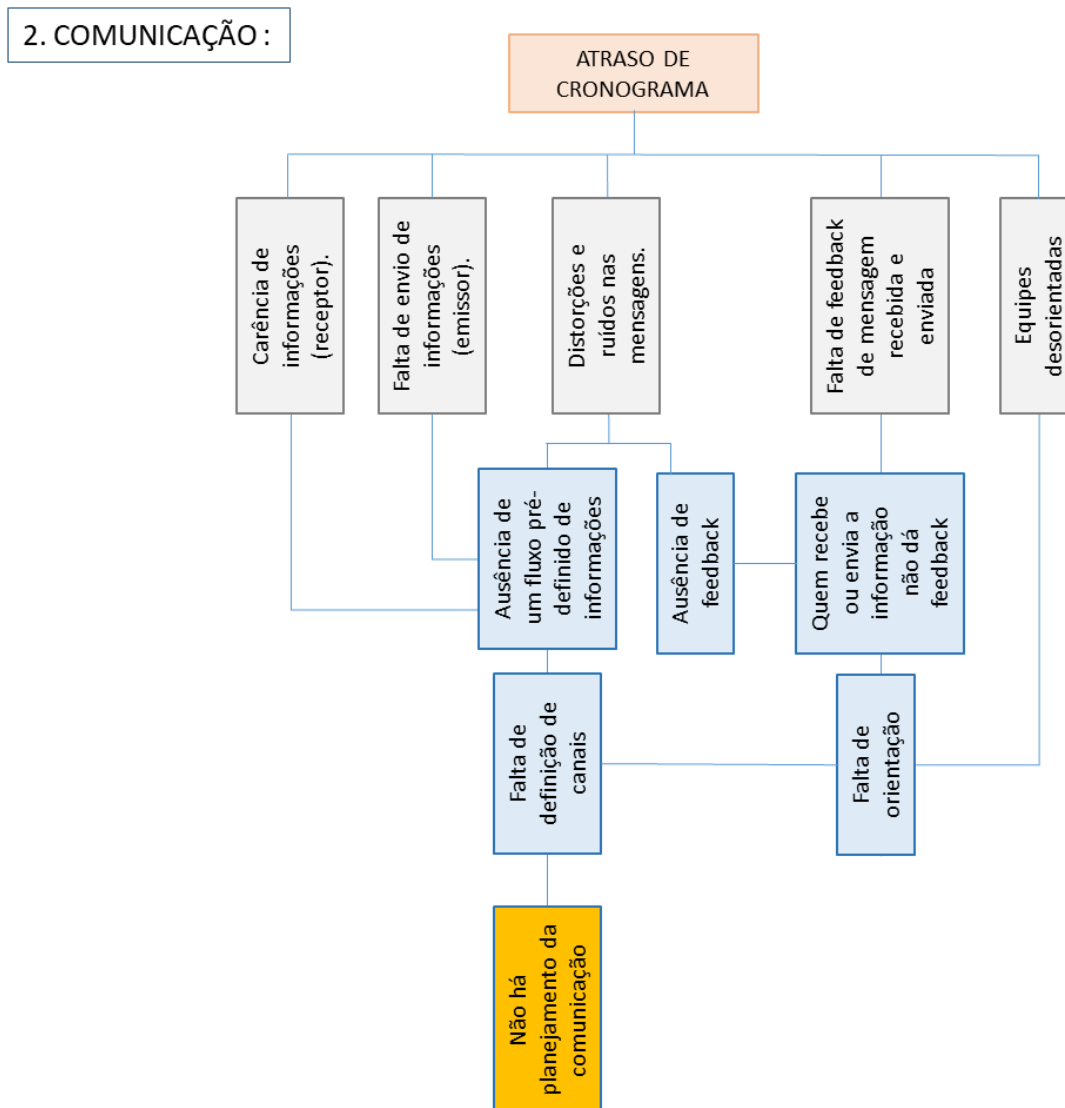 2. COMUNICAÇÃO :
ATRASO DE
CRONOGRAMA
Carência de
informações
(receptor).
Falta de envio de
informações
(emissor).
Distorções e
ruídos nas
mensagens.
Falta de feedback
de mensagem
recebida e
enviada
Equipes
desorientadas
Ausência de
um fluxo pré-
definido de
informações
Ausência de
feedback
Quem recebe
ou envia a
informação
não dá
feedback
Falta de
definição de
canais
Falta de
orientação
Não há
planejamento da
comunicação